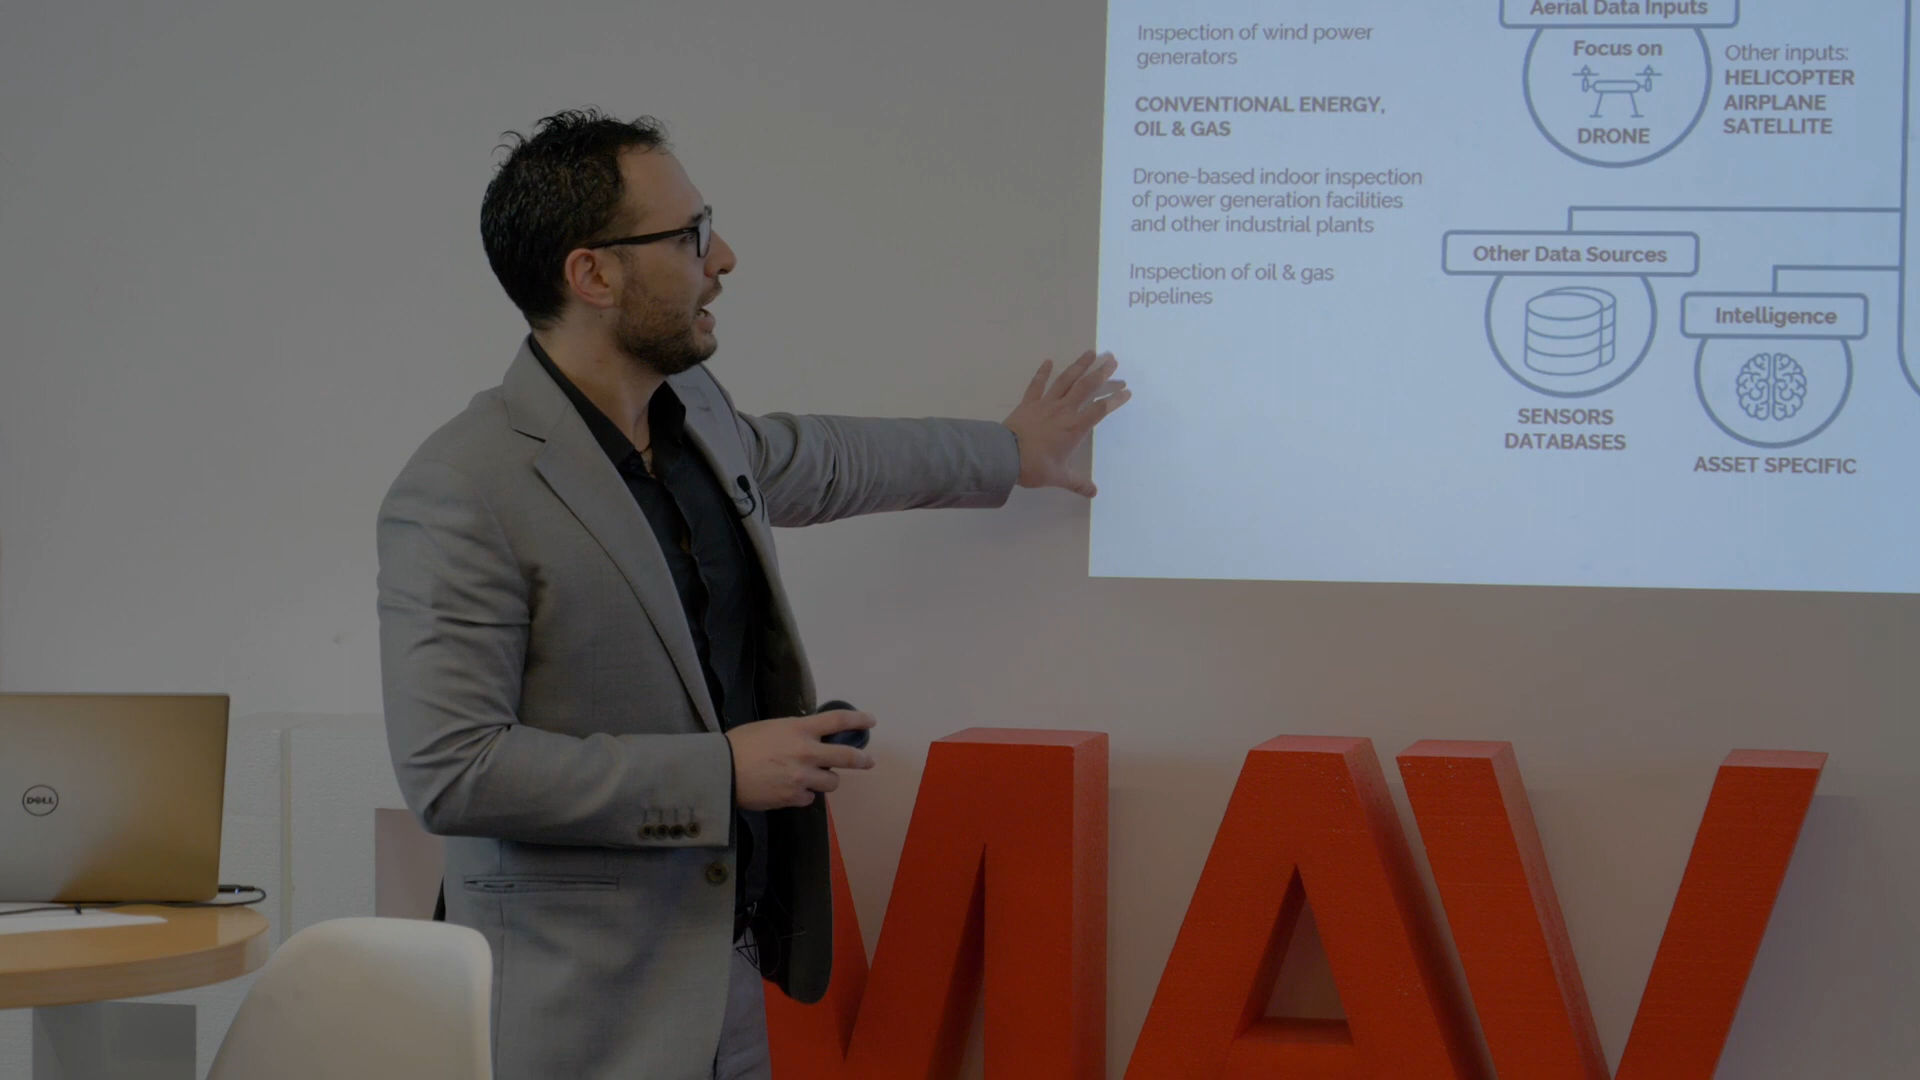 Inspection of wind power
generators
CONVENTIONAL ENERGY,
OIL & GAS
Drone-based indoor inspection
of power generation facilities
and other industrial plants
Inspection of oil & gas
pipelines
Aerial Data Inputs
Focus on
DRONE
Other inputs:
HELICOPTER
AIRPLANE
SATELLITE
Other Data Sources
SENSORS
DATABASES
Intelligence
ASSET SPECIFIC
DELL
MAV